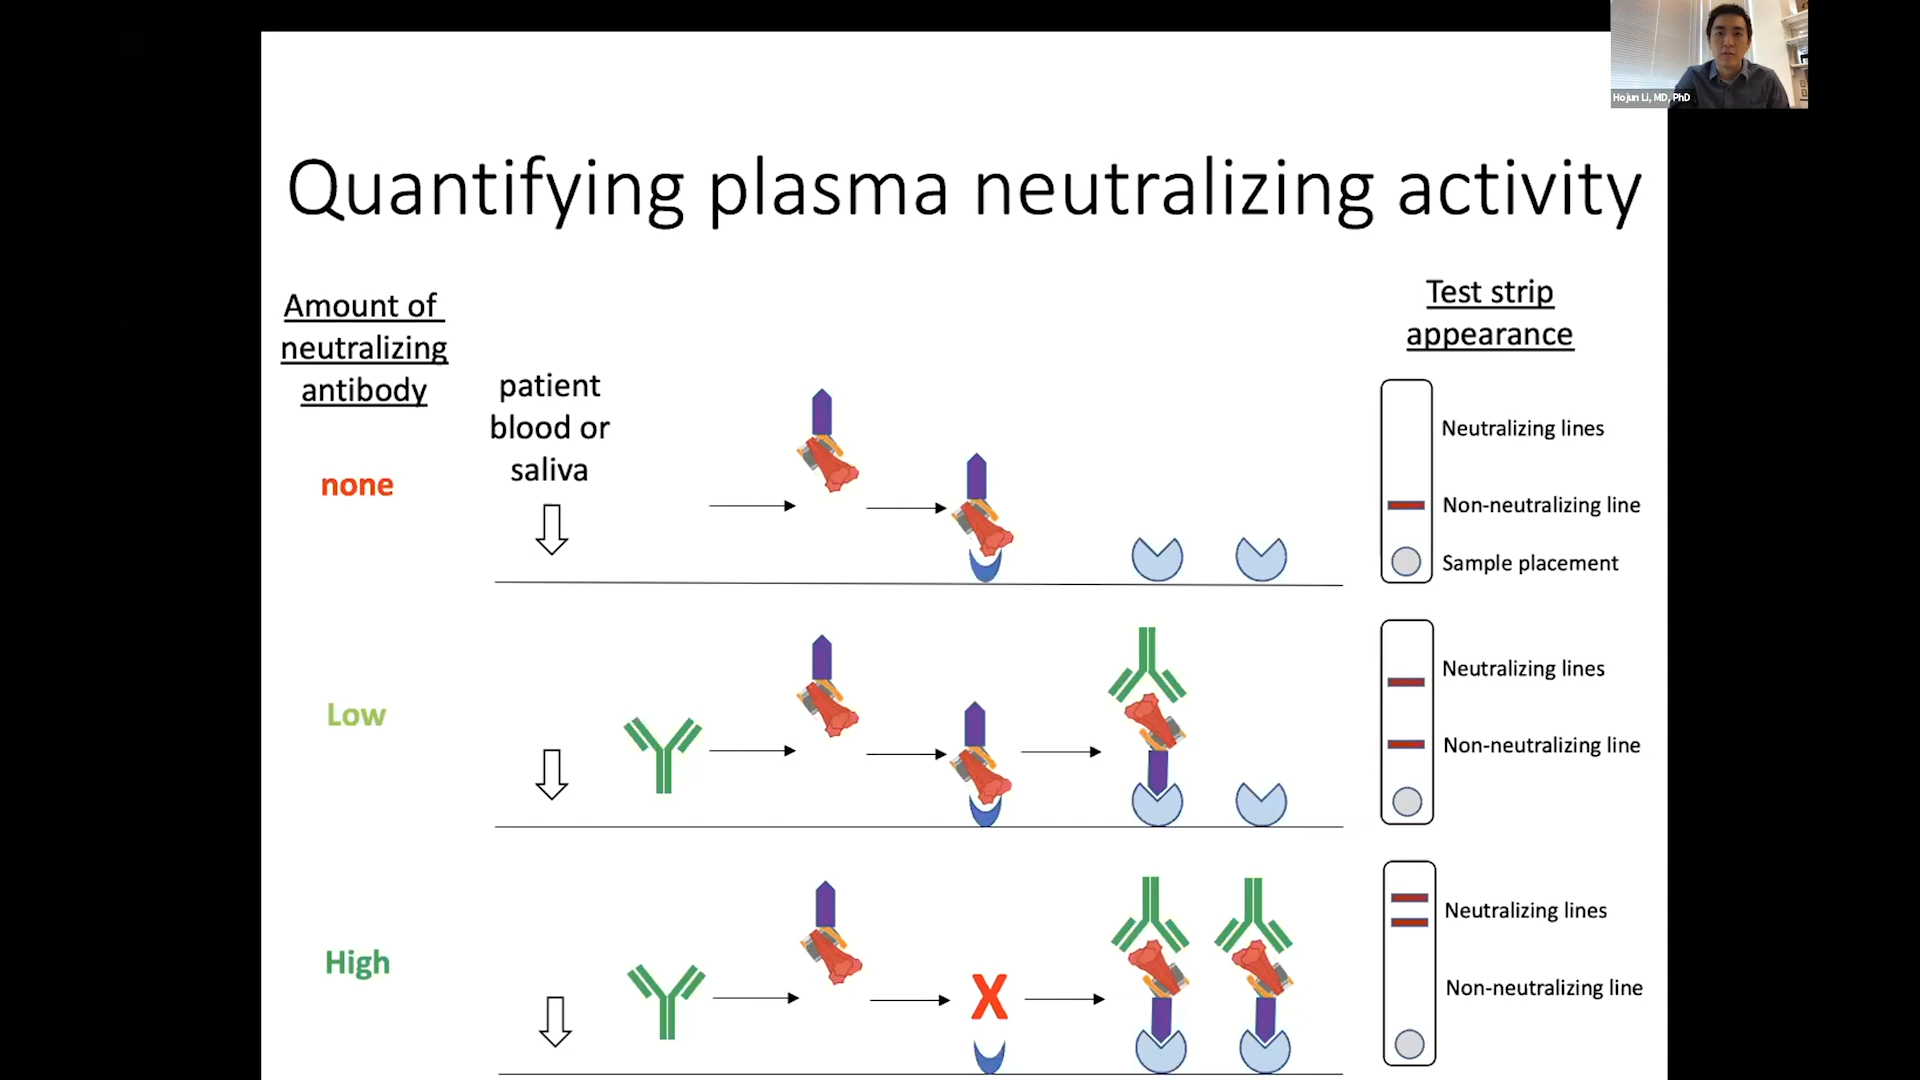 Hojun Li, MD, PhD
Quantifying plasma neutralizing activity
Amount of
neutralizing
antibody
Test strip
appearance
patient
blood or
saliva
none
Neutralizing lines
Non-neutralizing line
Sample placement
Low
Neutralizing lines
Non-neutralizing line
High
X
Neutralizing lines
Non-neutralizing line